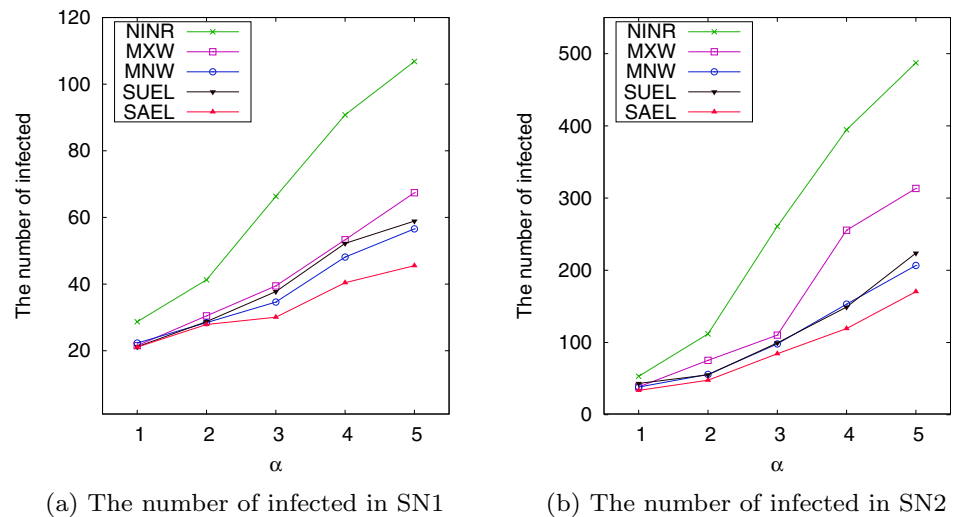 120
100
80
60
40
20
The number of infected
NINR
MXW
MNW
SUEL
SAEL
1 2 3 4 5
α
(a) The number of infected in SN1
500
400
300
200
100
0
The number of infected
NINR
MXW
MNW
SUEL
SAEL
1 2 3 4 5
α
(b) The number of infected in SN2